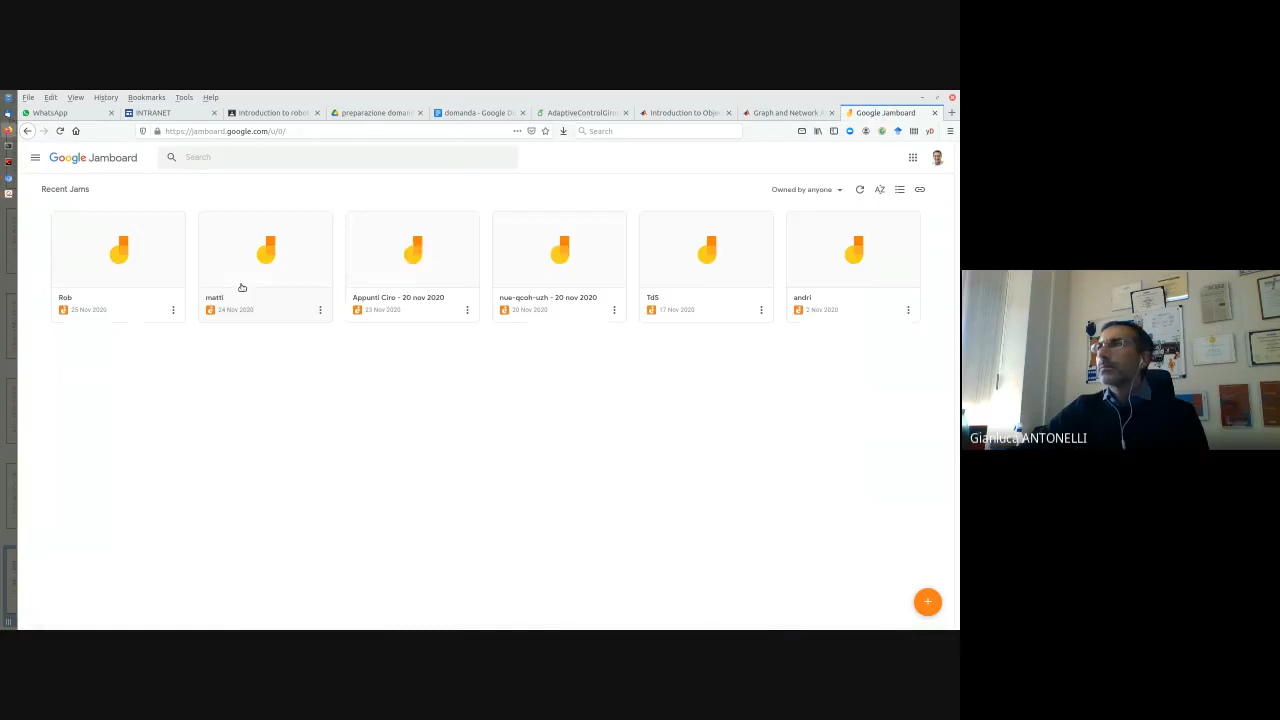 File Edit View History Bookmarks Tools Help
WhatsApp INTRANET Introduction to robot preparazione doman domanda - Google D AdaptiveControlGiro Introduction to Obje Graph and Network A Google Jamboard
https://jamboard.google.com/u/0/ Search
Google Jamboard Search
Recent Jams Owned by anyone
Rob matti Appunti Ciro - 20 nov 2020 nue-qcoh-uzh - 20 nov 2020 TdS andri
25 Nov 2020 24 Nov 2020 23 Nov 2020 20 Nov 2020 17 Nov 2020 2 Nov 2020
Gianluca ANTONELLI